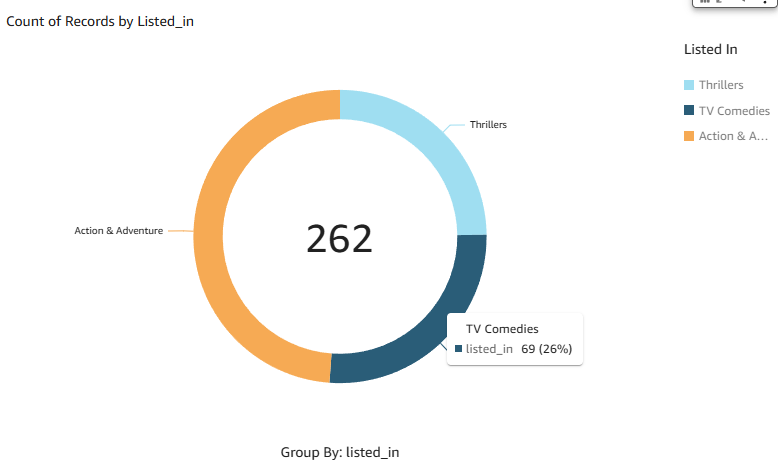 Count of Records by Listed_in
Listed In
Thrillers
TV Comedies
Action & A...
Thrillers
Action & Adventure
262
TV Comedies
listed_in 69 (26%)
Group By: listed_in